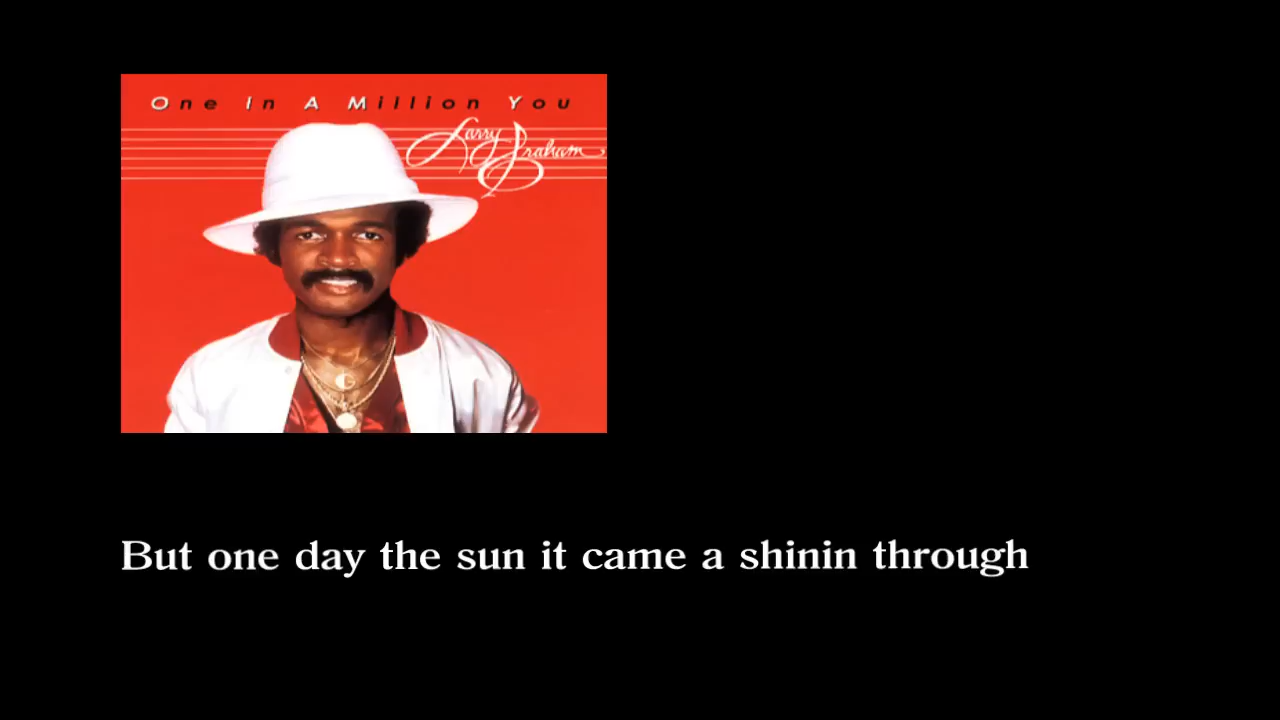 One In A Million You
Larry Graham
But one day the sun it came a shinin through